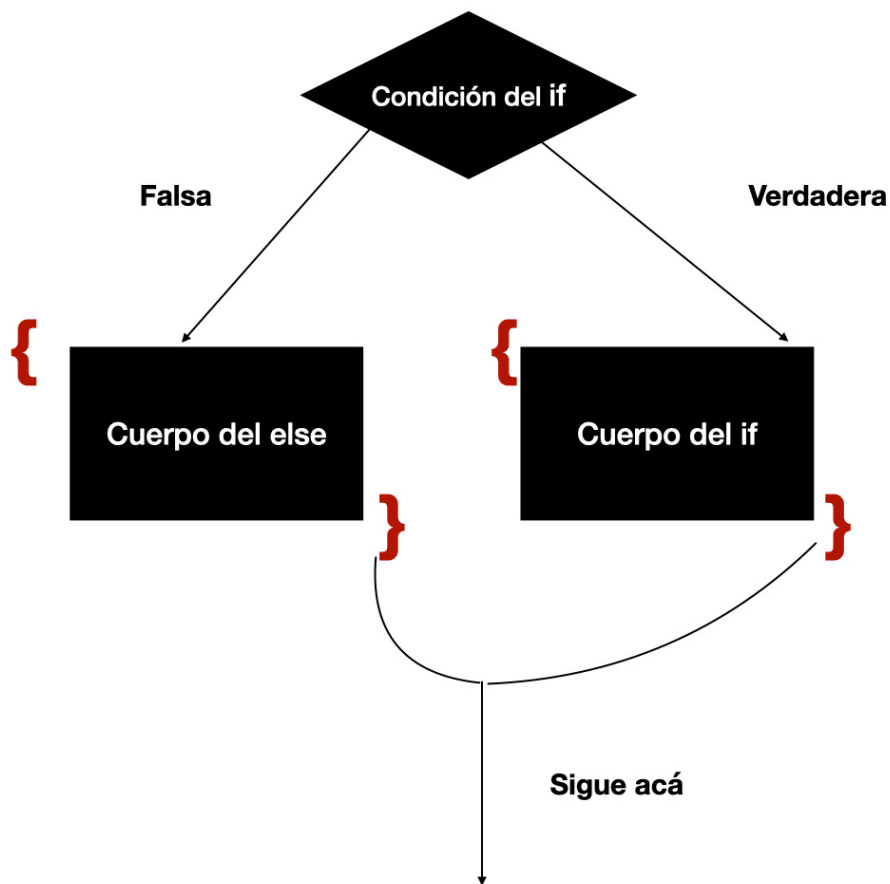 Condición del if
Falsa
Verdadera
{
{
Cuerpo del else
Cuerpo del if
}
}
Sigue acá